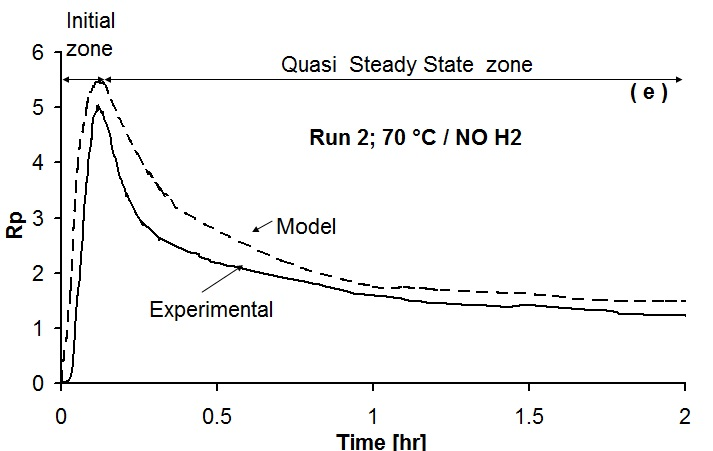 Initial
zone
Quasi Steady State zone
( e )
Run 2; 70 °C / NO H2
Model
Experimental
Rp
6
5
4
3
2
1
0
0
0.5
1
1.5
2
Time [hr]